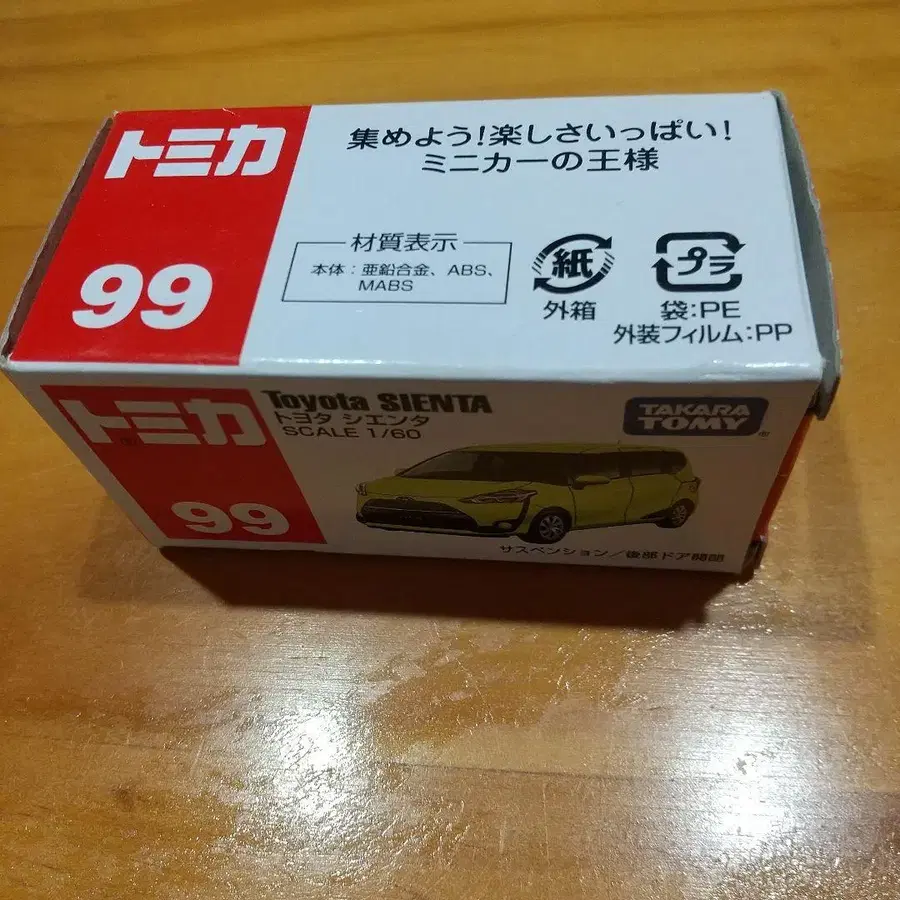 トミカ
99
集めよう!楽しさいっぱい!
ミニカーの王様
材質表示
本体:亜鉛合金、ABS、
MABS
紙
外箱
プラ
袋:PE
外装フィルム:PP
トミカ
99
Toyota SIENTA
トヨタ シエンタ
SCALE 1/60
TAKARA
TOMY
サスペンション/後部ドア開閉